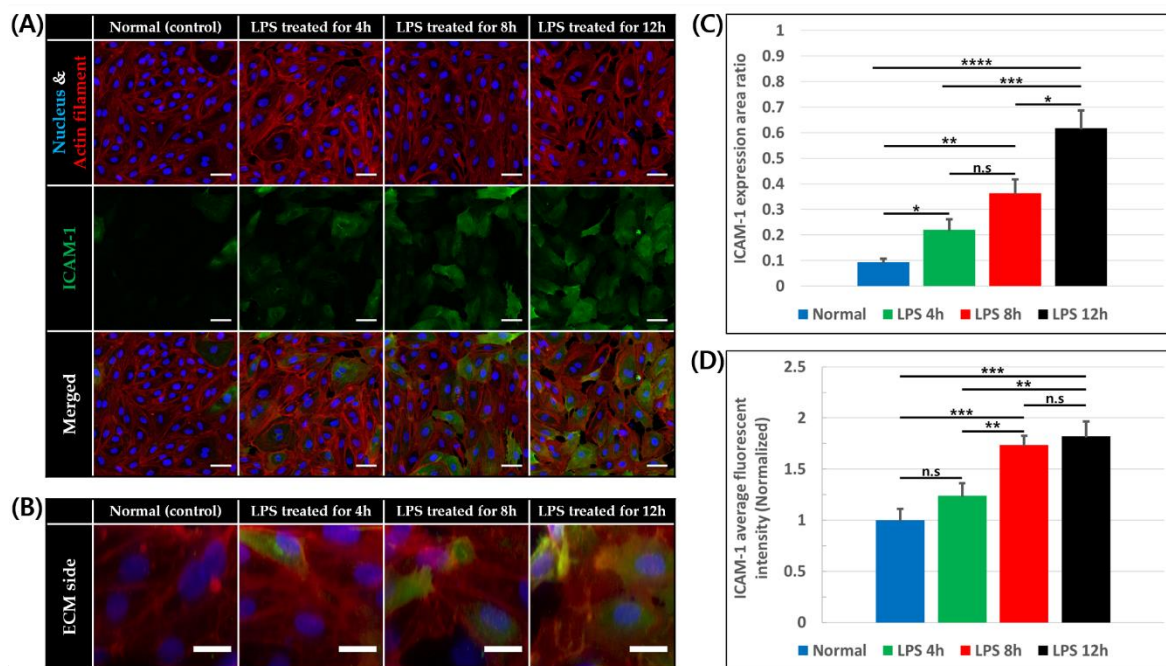 (A)
Normal (control) LPS treated for 4h LPS treated for 8h LPS treated for 12h
Nucleus &
Actin filament
ICAM-1
Merged
(B)
Normal (control) LPS treated for 4h LPS treated for 8h LPS treated for 12h
ECM side
(C)
ICAM-1 expression area ratio
1
0.9
0.8
0.7
0.6
0.5
0.4
0.3
0.2
0.1
0
****
***
*
**
n.s
*
Normal LPS 4h LPS 8h LPS 12h
(D)
ICAM-1 average fluorescent
intensity (Normalized)
2.5
2
1.5
1
0.5
0
***
**
n.s
***
**
n.s
Normal LPS 4h LPS 8h LPS 12h